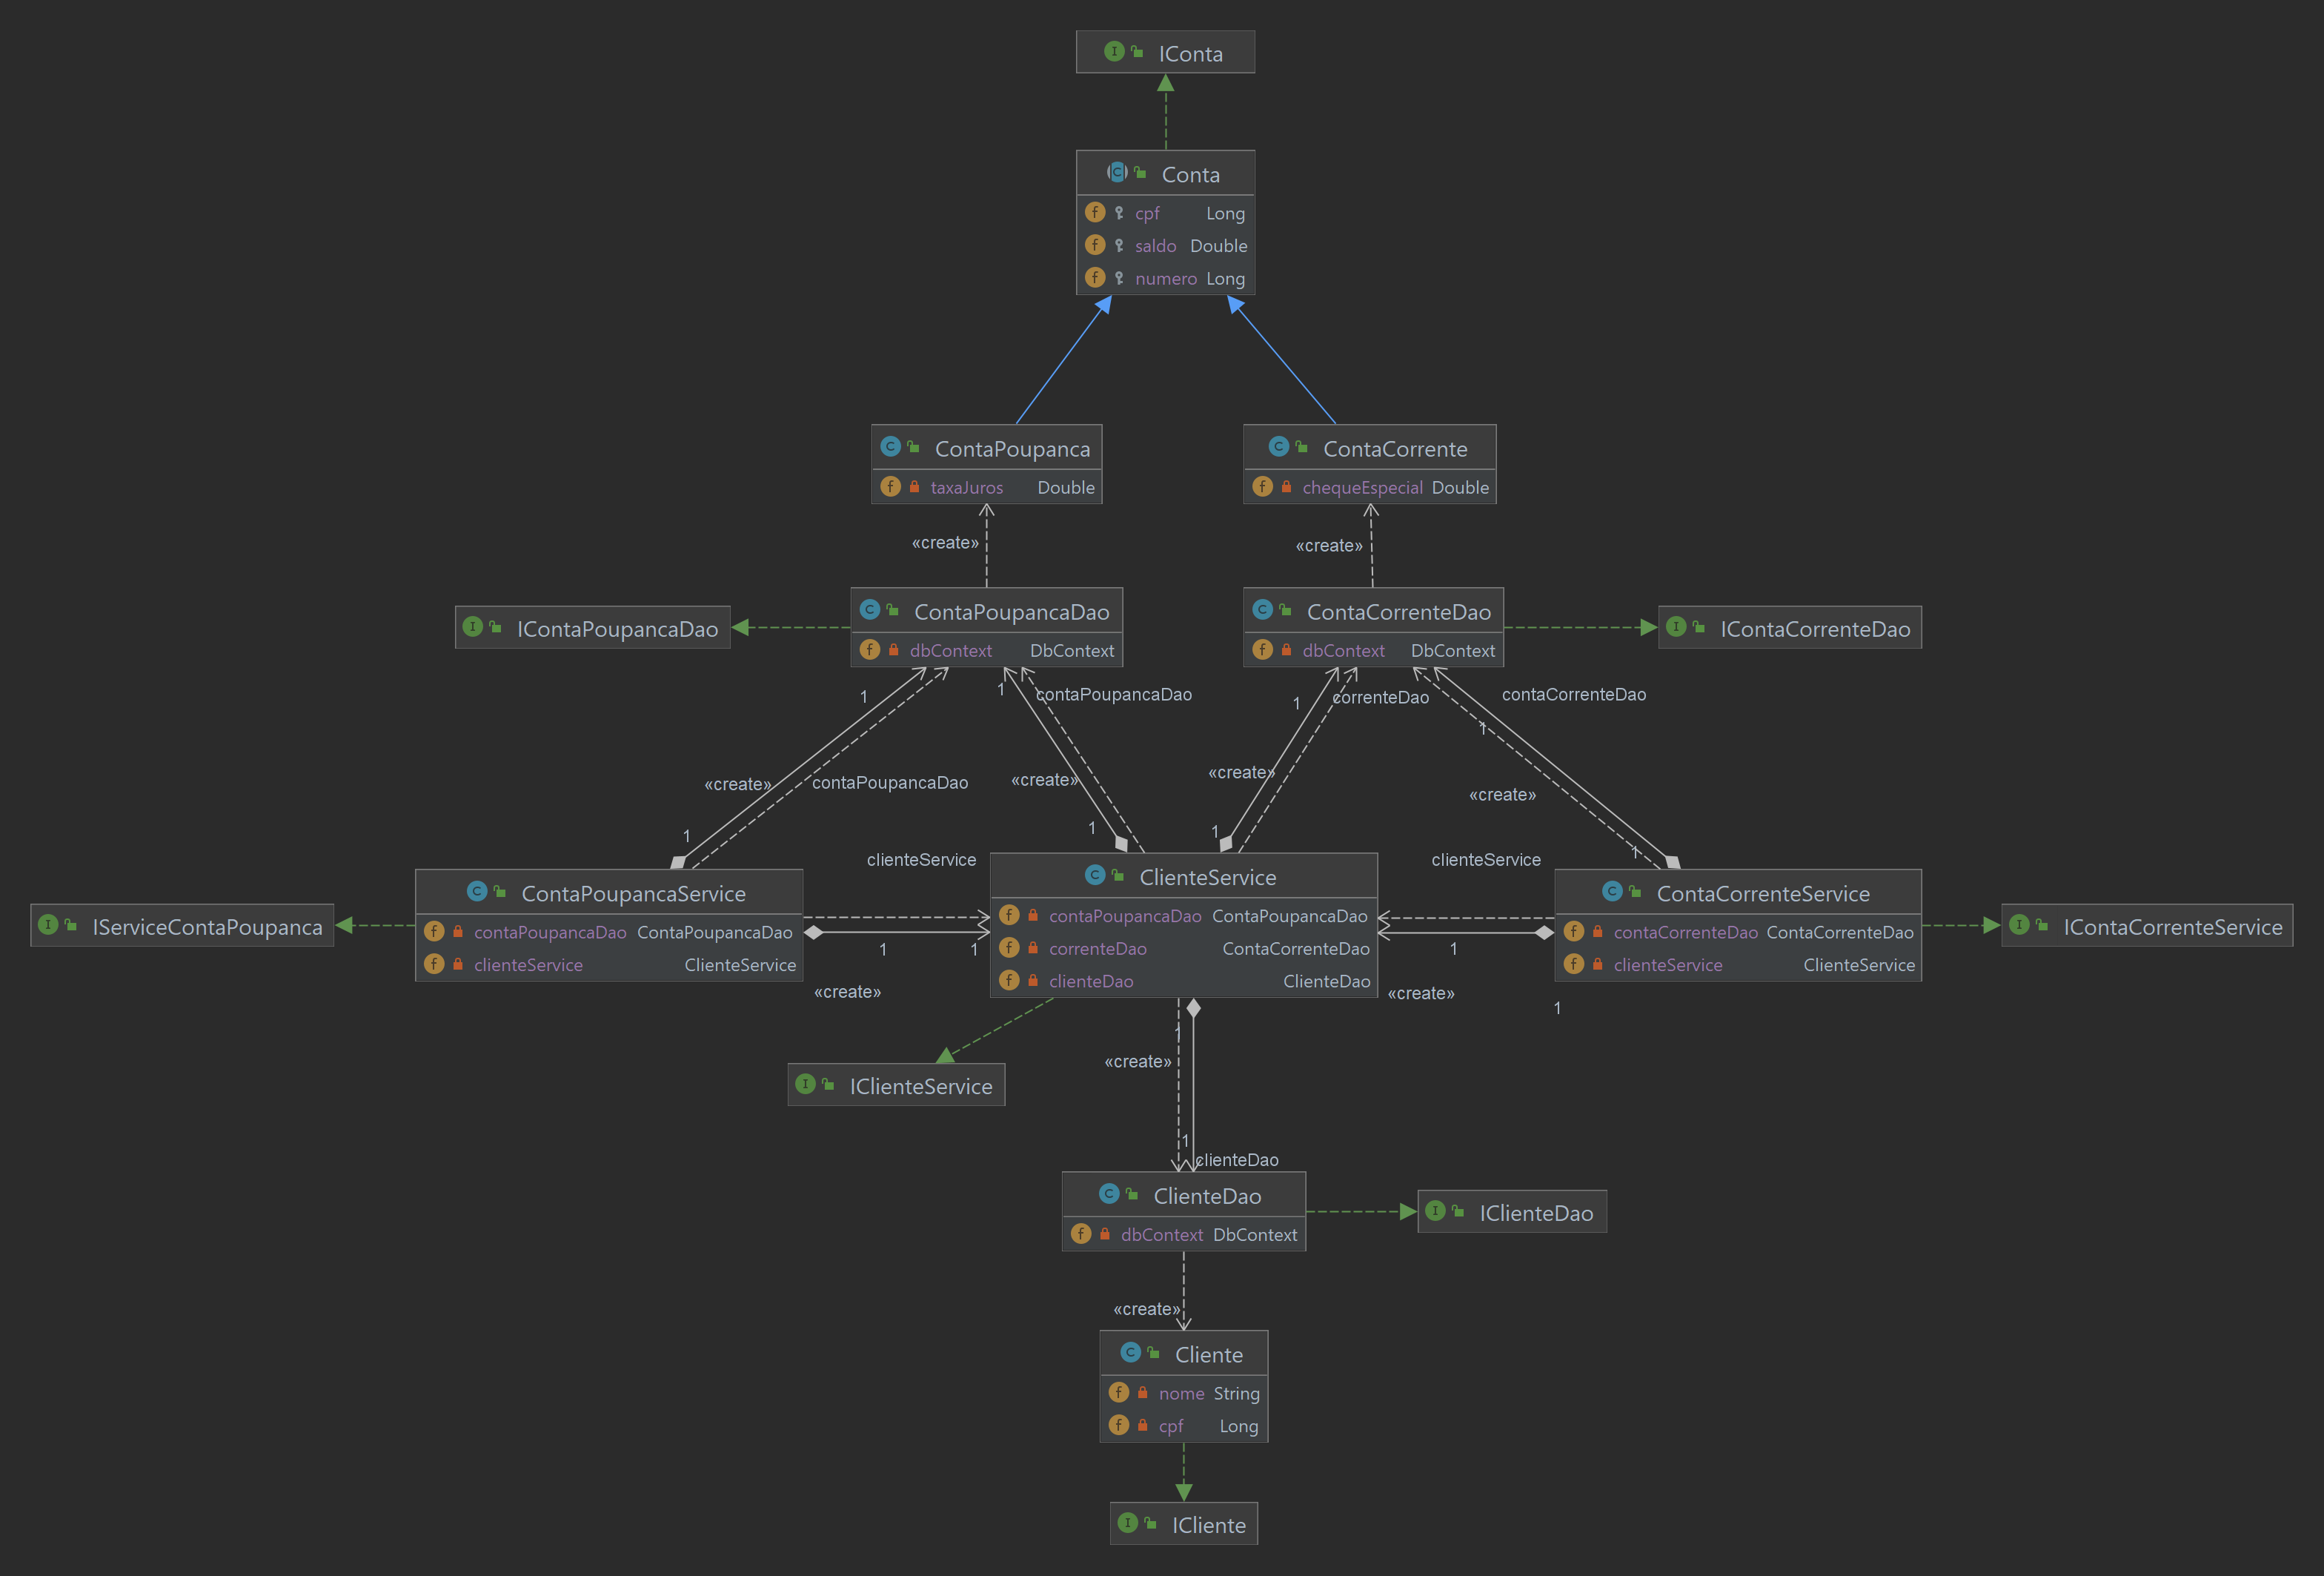 IConta
Conta
cpf Long
saldo Double
numero Long
ContaPoupanca
taxaJuros Double
ContaCorrente
chequeEspecial Double
«create»
«create»
IContaPoupancaDao
ContaPoupancaDao
dbContext DbContext
ContaCorrenteDao
dbContext DbContext
IContaCorrenteDao
1
1
contaPoupancaDao
1
correnteDao
contaCorrenteDao
1
«create»
contaPoupancaDao
«create»
«create»
«create»
1
1
1
1
clienteService
clienteService
IServiceContaPoupanca
ContaPoupancaService
contaPoupancaDao ContaPoupancaDao
clienteService ClienteService
ClienteService
contaPoupancaDao ContaPoupancaDao
correnteDao ContaCorrenteDao
clienteDao ClienteDao
ContaCorrenteService
contaCorrenteDao ContaCorrenteDao
clienteService ClienteService
IContaCorrenteService
1
1
1
«create»
«create»
1
1
«create»
IClienteService
1
clienteDao
ClienteDao
dbContext DbContext
IClienteDao
«create»
Cliente
nome String
cpf Long
ICliente